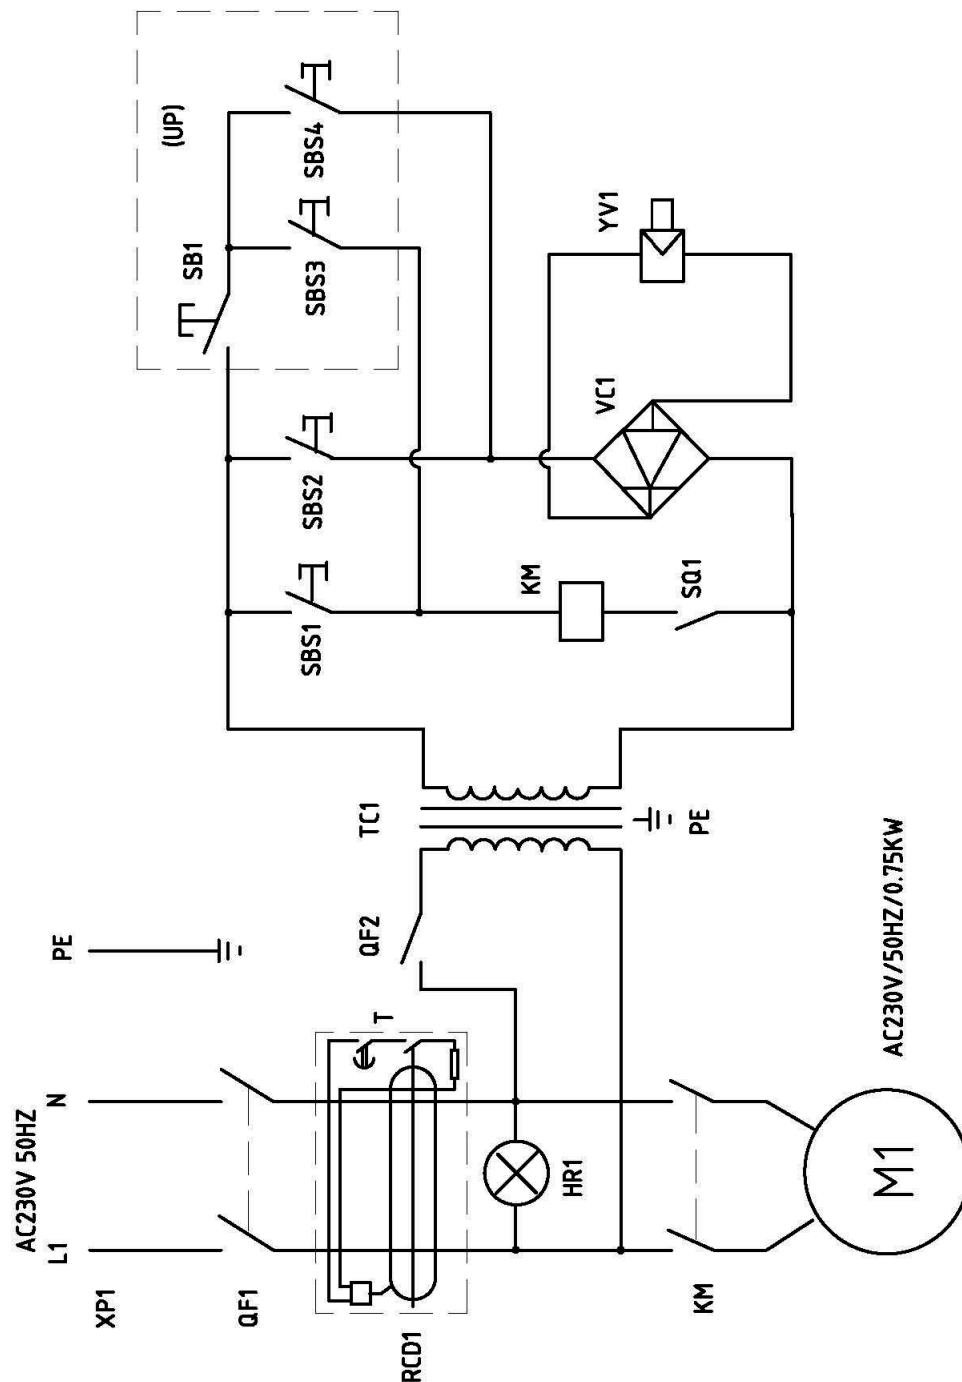 AC230V 50HZ
L1 N PE
XP1
(UP)
SB1
QF1
SBS1 SBS2 SBS3 SBS4
QF2 TC1
T
RCD1
KM
HR1
VC1 YV1
SQ1
KM PE
M1 AC230V/50HZ/0.75KW